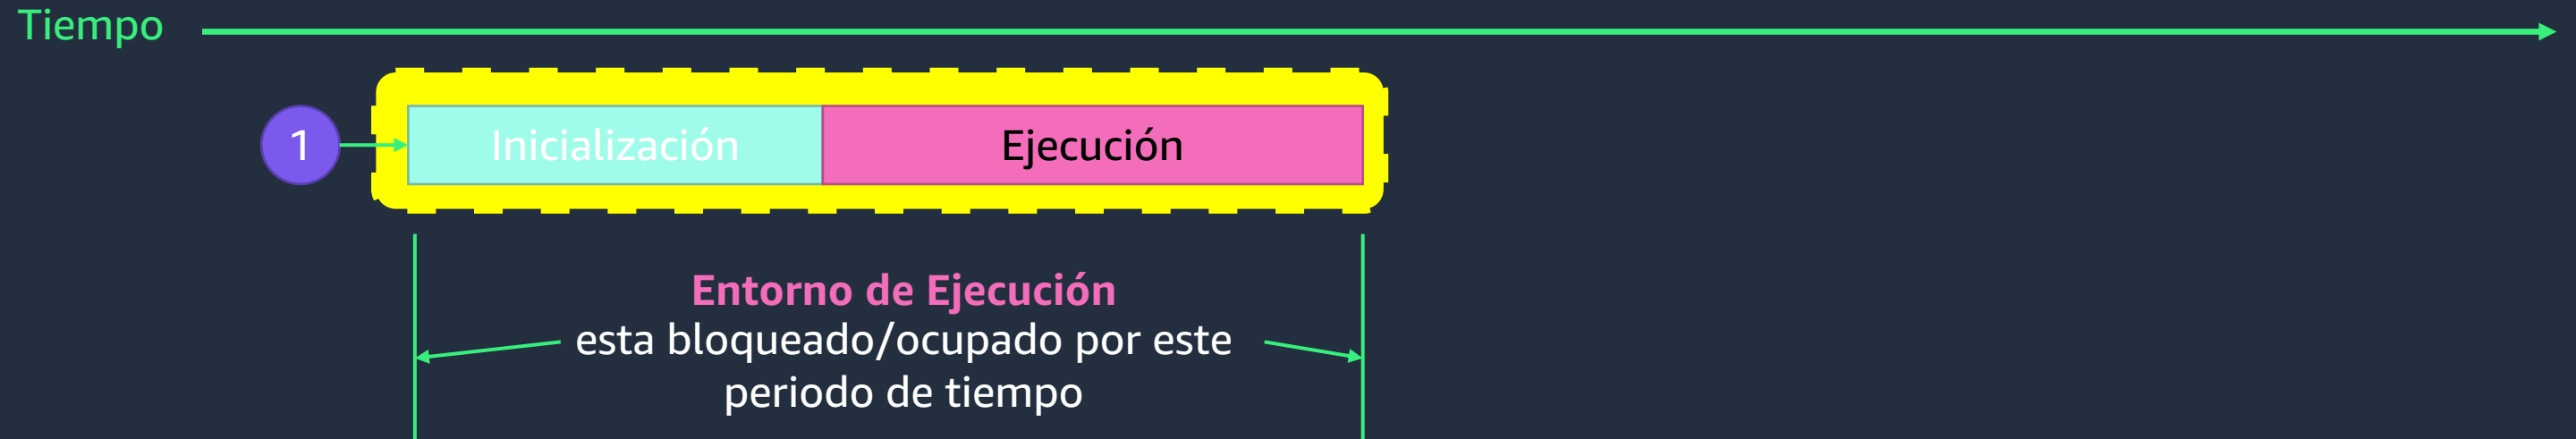 Tiempo
1
Inicialización
Ejecución
Entorno de Ejecución
esta bloqueado/ocupado por este
periodo de tiempo